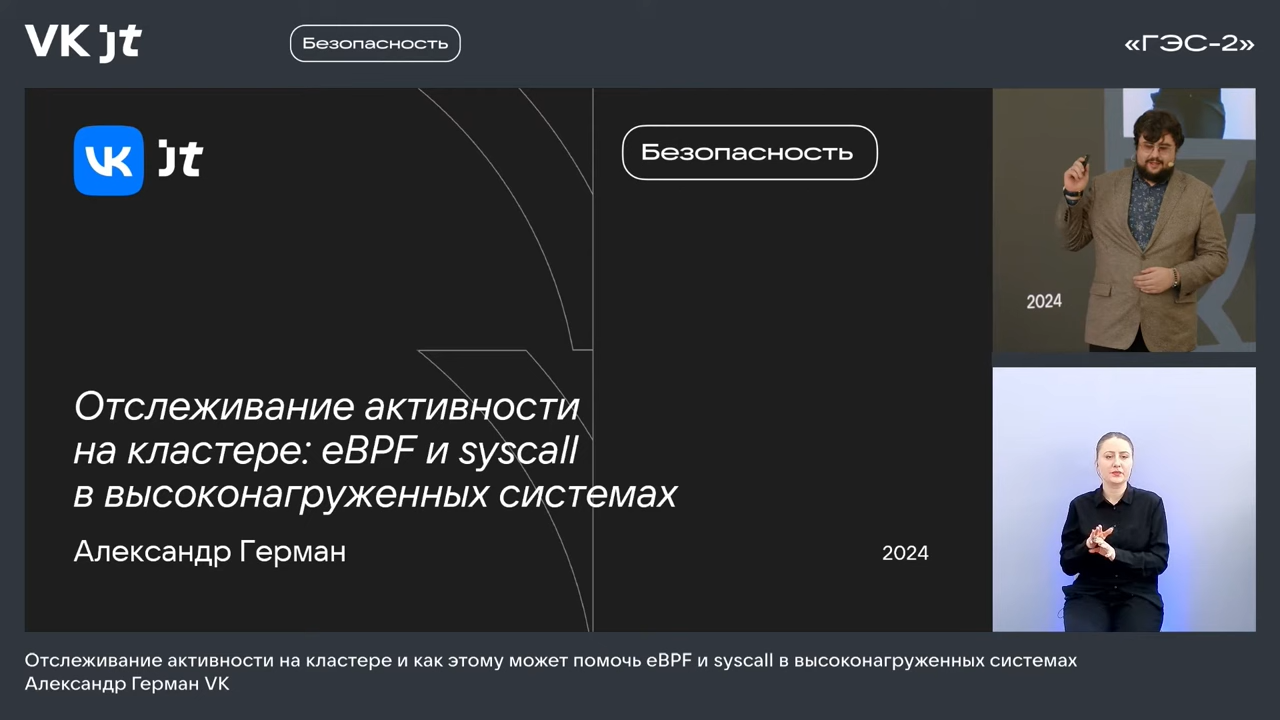 VK jt
Безопасность
«ГЭС-2»
VK jt
Безопасность
2024
Отслеживание активности
на кластере: eBPF и syscall
в высоконагруженных системах
Александр Герман
2024
Отслеживание активности на кластере и как этому может помочь eBPF и syscall в высоконагруженных системах
Александр Герман VK